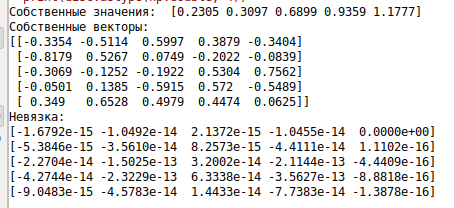 Собственные значения:  [0.2305 0.3097 0.6899 0.9359 1.1777]
Собственные векторы:
[[-0.3354 -0.5114  0.5997  0.3879 -0.3404]
[-0.8179  0.5267  0.0749 -0.2022 -0.0839]
[-0.3069 -0.1252 -0.1922  0.5304  0.7562]
[-0.0501  0.1385 -0.5915  0.572  -0.5489]
[ 0.349   0.6528  0.4979  0.4474  0.0625]]
Невязка:
[-1.6792e-15 -1.0492e-14  2.1372e-15 -1.0455e-14  0.0000e+00]
[-5.3846e-15 -3.5610e-14  8.2573e-15 -4.4111e-14  1.1102e-16]
[-2.2704e-14 -1.5025e-13  3.2002e-14 -2.1144e-13 -4.4409e-16]
[-4.2744e-14 -2.3229e-13  6.3338e-14 -3.5627e-13 -8.8818e-16]
[-9.0483e-15 -4.5783e-14  1.4433e-14 -7.7383e-14 -1.3878e-16]